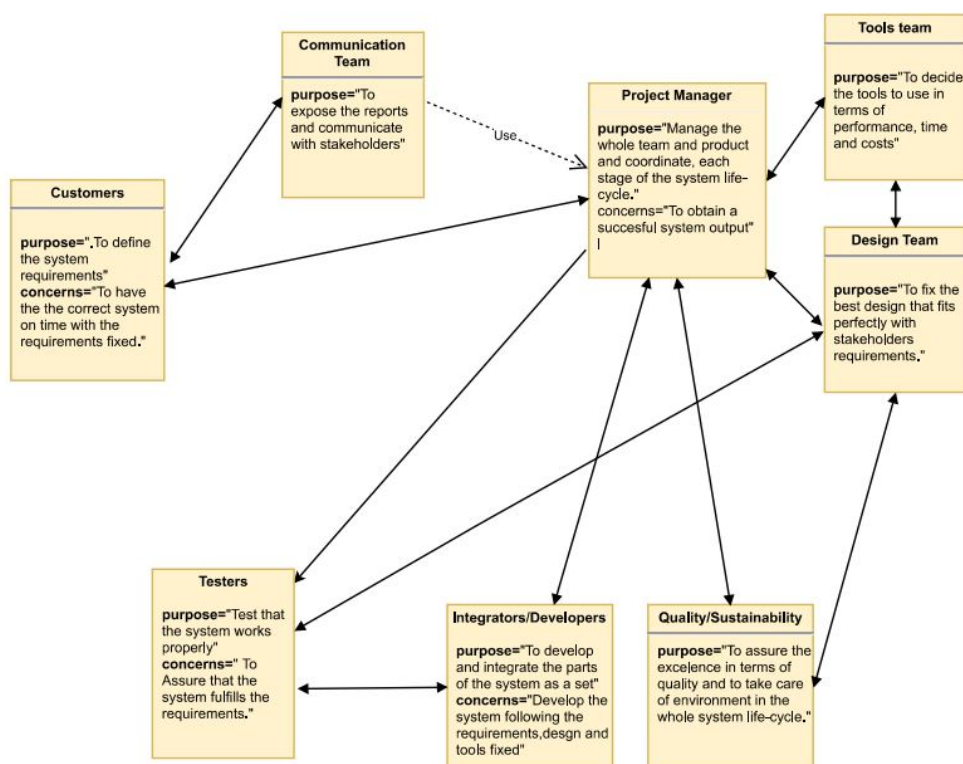 Communication
Team
purpose="To
expose the reports
and communicate
with stakeholders"
Use
Project Manager
purpose="Manage the
whole team and product
and coordinate, each
stage of the system life-
cycle."
concerns="To obtain a
succesful system output"
|
Tools team
purpose="To decide
the tools to use in
terms of
performance, time
and costs"
Customers
purpose=".To define
the system
requirements"
concerns="To have
the the correct system
on time with the
requirements fixed."
Design Team
purpose="To fix the
best design that fits
perfectly with
stakeholders
requirements."
Testers
purpose="Test that
the system works
properly"
concerns=" To
Assure that the
system fulfills the
requirements."
Integrators/Developers
purpose="To develop
and integrate the parts
of the system as a set"
concerns="Develop the
system following the
requirements,desgn and
tools fixed"
Quality/Sustainability
purpose="To assure the
excelence in terms of
quality and to take care
of environment in the
whole system life-cycle."